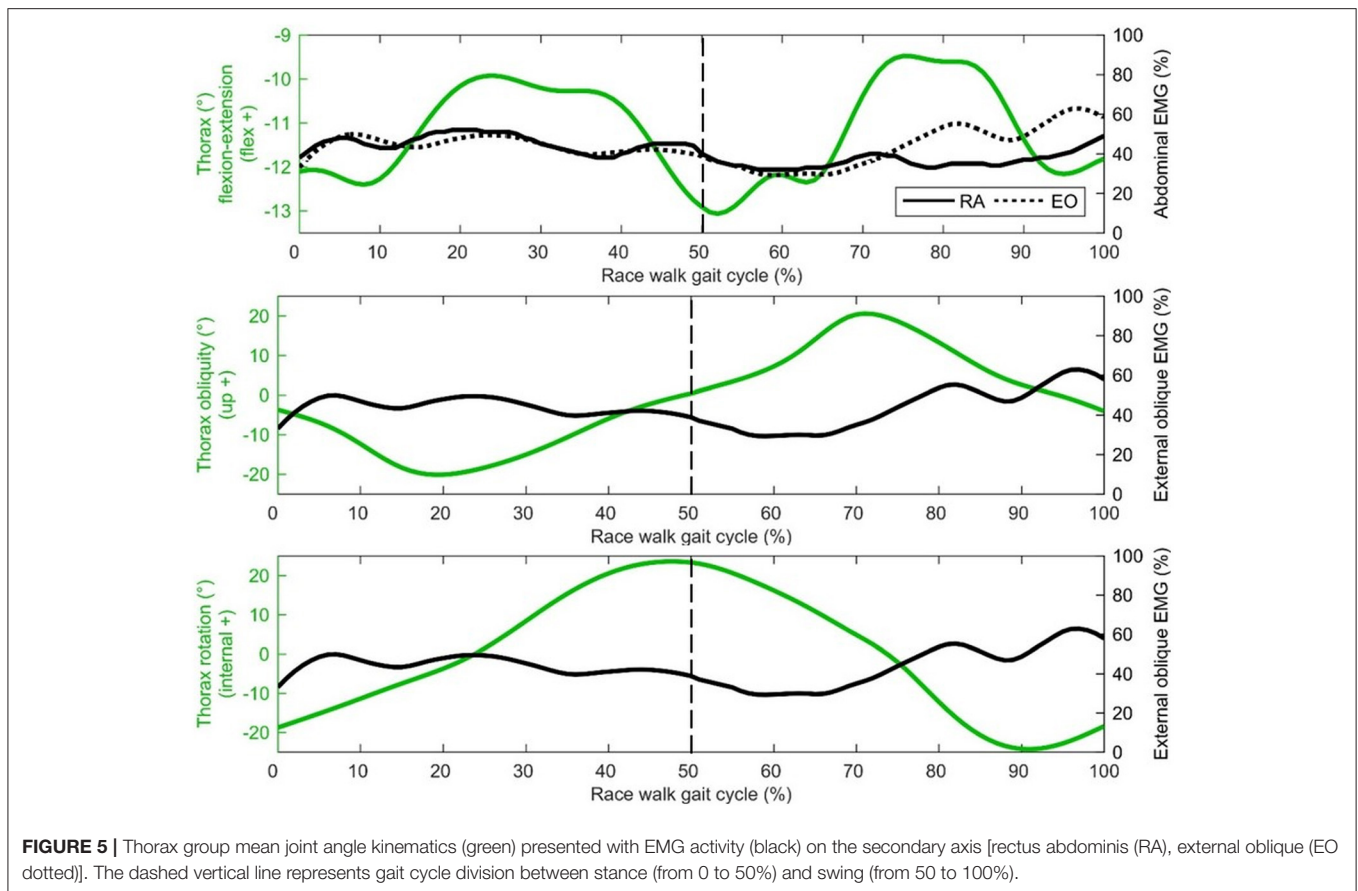 -9
-10
-11
-12
-13
Thorax (°)
flexion-extension
(flex +)
100
80
60
40
20
0
Abdominal EMG (%)
RA
EO
0 10 20 30 40 50 60 70 80 90 100
Race walk gait cycle (%)
20
10
0
-10
-20
Thorax obliquity (°)
(up +)
100
80
60
40
20
0
External oblique EMG (%)
0 10 20 30 40 50 60 70 80 90 100
Race walk gait cycle (%)
20
10
0
-10
-20
Thorax rotation (°)
(internal +)
100
80
60
40
20
0
External oblique EMG (%)
0 10 20 30 40 50 60 70 80 90 100
Race walk gait cycle (%)
FIGURE 5 | Thorax group mean joint angle kinematics (green) presented with EMG activity (black) on the secondary axis [rectus abdominis (RA), external oblique (EO
dotted)]. The dashed vertical line represents gait cycle division between stance (from 0 to 50%) and swing (from 50 to 100%).